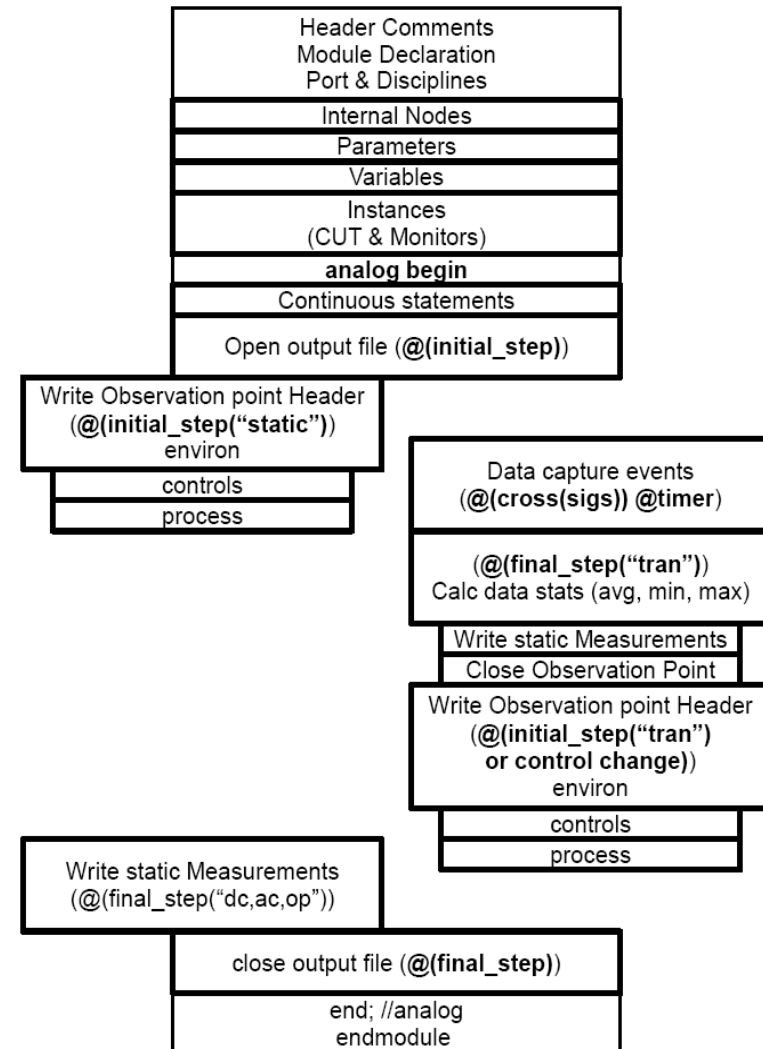 Header Comments
Module Declaration
Port & Disciplines
Internal Nodes
Parameters
Variables
Instances
(CUT & Monitors)
analog begin
Continuous statements
Open output file (@(initial_step))
Write Observation point Header
(@(initial_step(“static”))
environ
controls
process
Data capture events
(@(cross(sigs)) @timer)
(@(final_step(“tran”))
Calc data stats (avg, min, max)
Write static Measurements
Close Observation Point
Write Observation point Header
(@(initial_step(“tran”)
or control change))
environ
controls
process
Write static Measurements
(@(final_step(“dc,ac,op”))
close output file (@(final_step))
end; //analog
endmodule